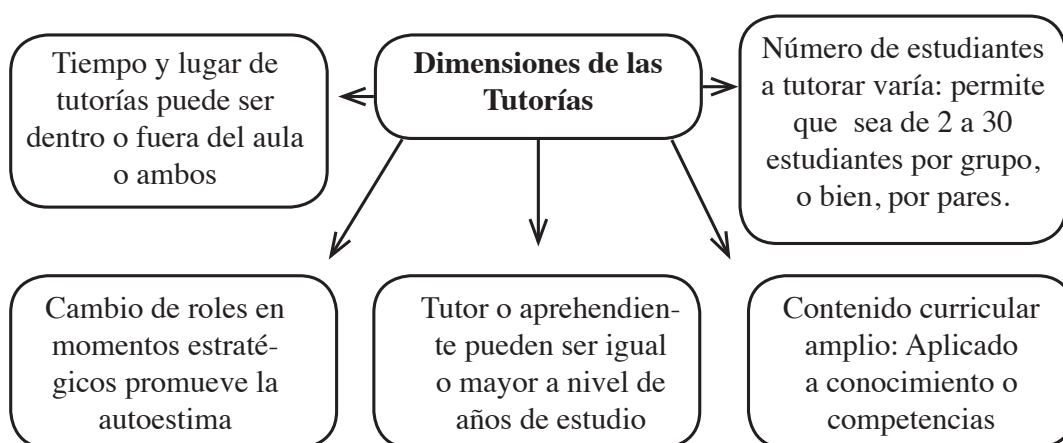 Dimensiones de las
Tutorías
Tiempo y lugar de
tutorías puede ser
dentro o fuera del aula
o ambos
Número de estudiantes
a tutorar varía: permite
que sea de 2 a 30
estudiantes por grupo,
o bien, por pares.
Cambio de roles en
momentos estraté-
gicos promueve la
autoestima
Tutor o aprehendien-
te pueden ser igual
o mayor a nivel de
años de estudio
Contenido curricular
amplio: Aplicado
a conocimiento o
competencias